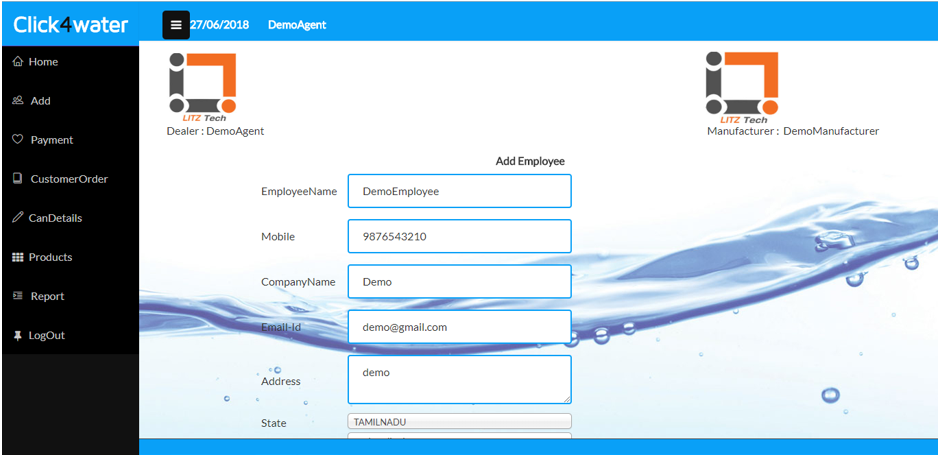 Click4water
27/06/2018 DemoAgent
Home
Add
Payment
CustomerOrder
CanDetails
Products
Report
LogOut
LITZ Tech
Dealer : DemoAgent
LITZ Tech
Manufacturer : DemoManufacturer
Add Employee
EmployeeName DemoEmployee
Mobile 9876543210
CompanyName Demo
Email-Id demo@gmail.com
Address demo
State TAMILNADU